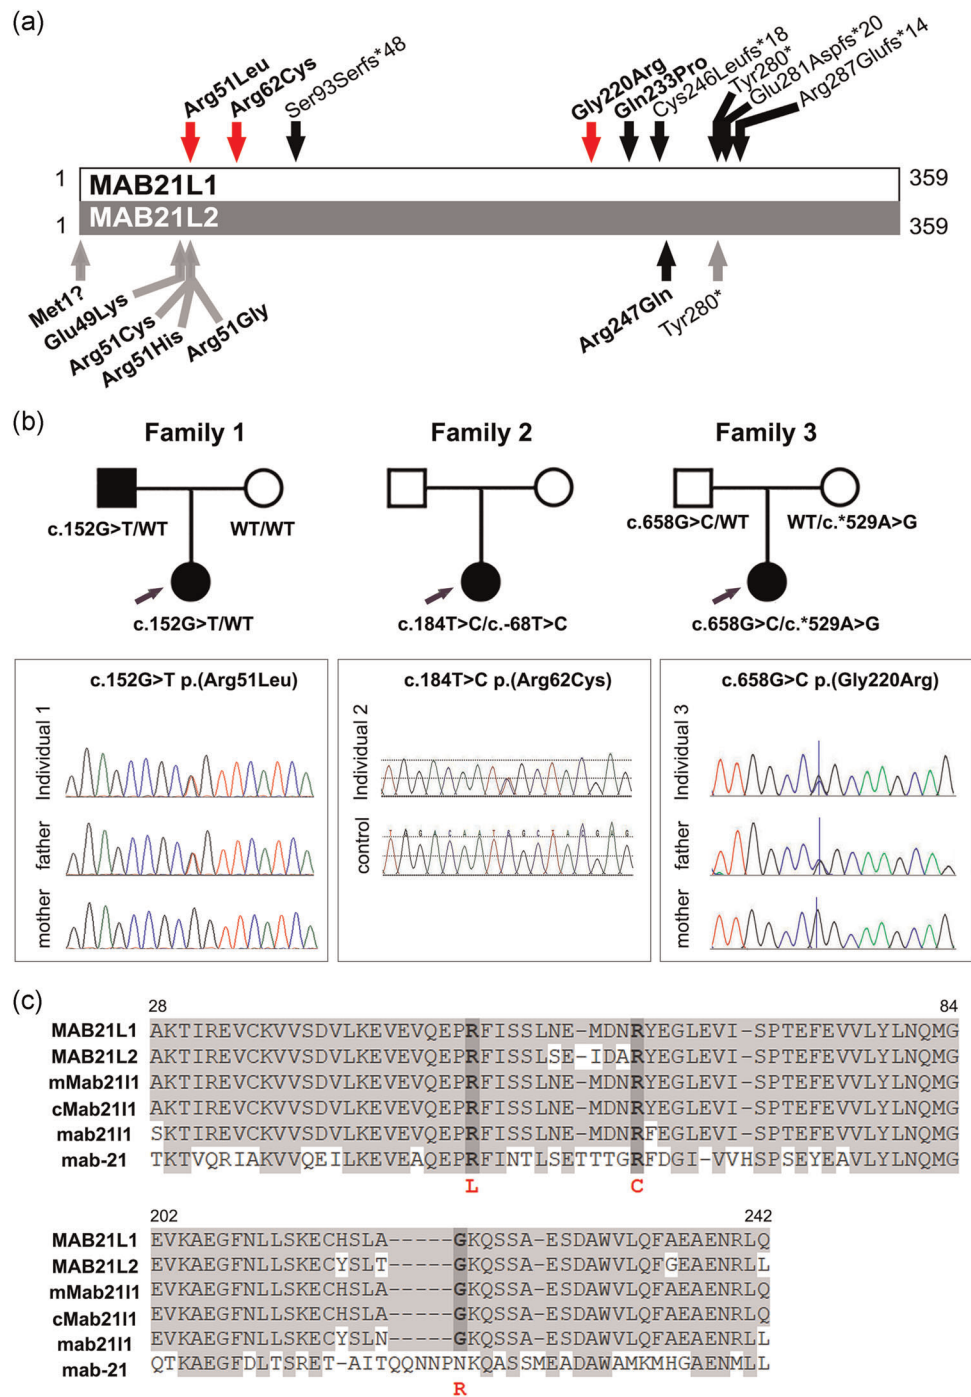 (a)
Arg51Leu
Arg62Cys
Ser93Serfs*48
Gly220Arg
Gln233Pro
Cys246Leufs*18
Tyr280*
Glu281Aspfs*20
Arg287Glufs*14
1 MAB21L1 359
1 MAB21L2 359
Met1?
Glu49Lys
Arg51Cys
Arg51His
Arg51Gly
Arg247Gln
Tyr280*
(b)
Family 1 Family 2 Family 3
c.152G>T/WT WT/WT c.658G>C/WT WT/c.*529A>G
c.152G>T/WT c.184T>C/c.-68T>C c.658G>C/c.*529A>G
c.152G>T p.(Arg51Leu) c.184T>C p.(Arg62Cys) c.658G>C p.(Gly220Arg)
Individual 1
father
mother
Individual 2
control
Individual 3
father
mother
(c)
28 84
MAB21L1 AKTIREVCKVVSDVLKEVEVQEPRFISSLNE-MDNRYEGLEVI-SPTEFEVVLYLNQMG
MAB21L2 AKTIREVCKVVSDVLKEVEVQEPRFISSLSE-IDARYEGLEVI-SPTEFEVVLYLNQMG
mMab21l1 AKTIREVCKVVSDVLKEVEVQEPRFISSLNE-MDNRYEGLEVI-SPTEFEVVLYLNQMG
cMab21l1 AKTIREVCKVVSDVLKEVEVQEPRFISSLNE-MDNRYEGLEVI-SPTEFEVVLYLNQMG
mab21l1 SKTIREVCKVVSDVLKEVEVQEPRFISSLNE-MDNRFEGLEVI-SPTEFEVVLYLNQMG
mab-21 TKTVQRIAKVVQEILKEVEAQEPRFINTLSETTTGRFDGI-VVHSPSEYEAVLYLNQMG
L C
202 242
MAB21L1 EVKAEGFNLLSKECHSLA-----GKQSSA-ESDAWVLQFAEAENRLQ
MAB21L2 EVKAEGFNLLSKECYSLT-----GKQSSA-ESDAWVLQFGEAENRLL
mMab21l1 EVKAEGFNLLSKECHSLA-----GKQSSA-ESDAWVLQFAEAENRLQ
cMab21l1 EVKAEGFNLLSKECHSLA-----GKQSSA-ESDAWVLQFAEAENRLQ
mab21l1 EVKAEGFNLLSKECYSLN-----GKQSSA-ESDAWVLQFAEAENRLL
mab-21 QTKAEGFDLTSRET-AITQQNNPNKQASSMEADAWAMKMHGAENMLL
R